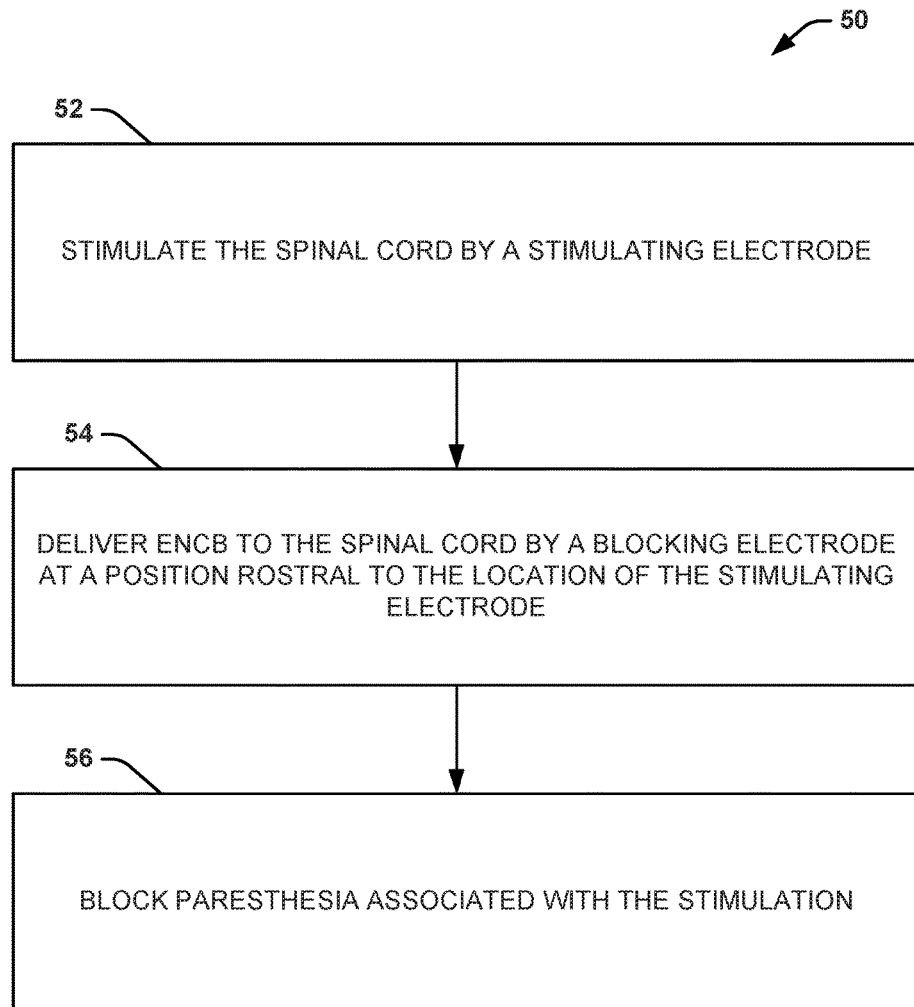 50
52
STIMULATE THE SPINAL CORD BY A STIMULATING ELECTRODE
54
DELIVER ENCB TO THE SPINAL CORD BY A BLOCKING ELECTRODE
AT A POSITION ROSTRAL TO THE LOCATION OF THE STIMULATING
ELECTRODE
56
BLOCK PARESTHESIA ASSOCIATED WITH THE STIMULATION